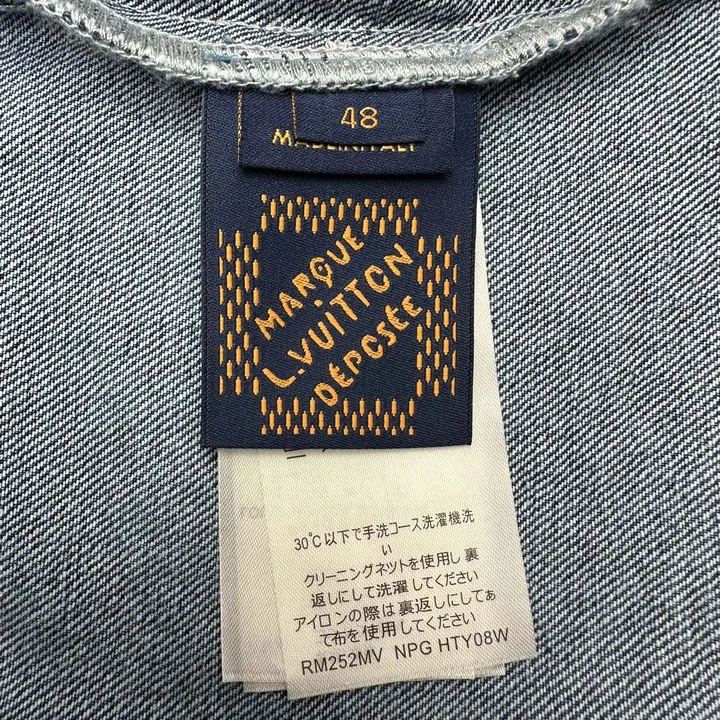 48
MADE IN ITALY
MARQUE
L.VUITTON
DÉPOSÉE
30°C以下で手洗コース洗濯機洗
い
クリーニングネットを使用し 裏
返しにして洗濯してください
アイロンの際は裏返しにしてぁ
て布を使用してください
RM252MV NPG HTY08W